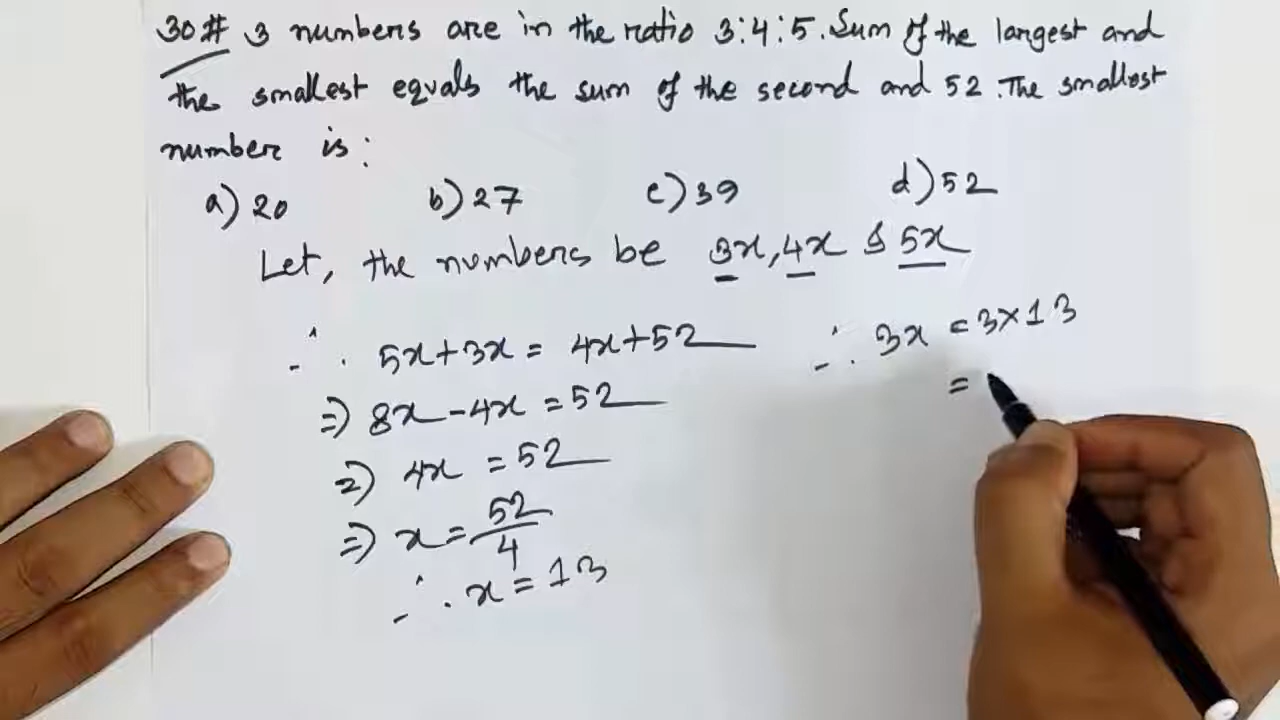 30# 3 numbers are in the ratio 3:4:5. Sum of the largest and
the smallest equals the sum of the second and 52. The smallest
number is:
a) 20 b) 27 c) 39 d) 52
Let, the numbers be 3x, 4x & 5x
∴ 5x+3x = 4x+52
⇒ 8x-4x = 52
⇒ 4x = 52
⇒ x = 52/4
∴ x = 13
∴ 3x = 3×13
=